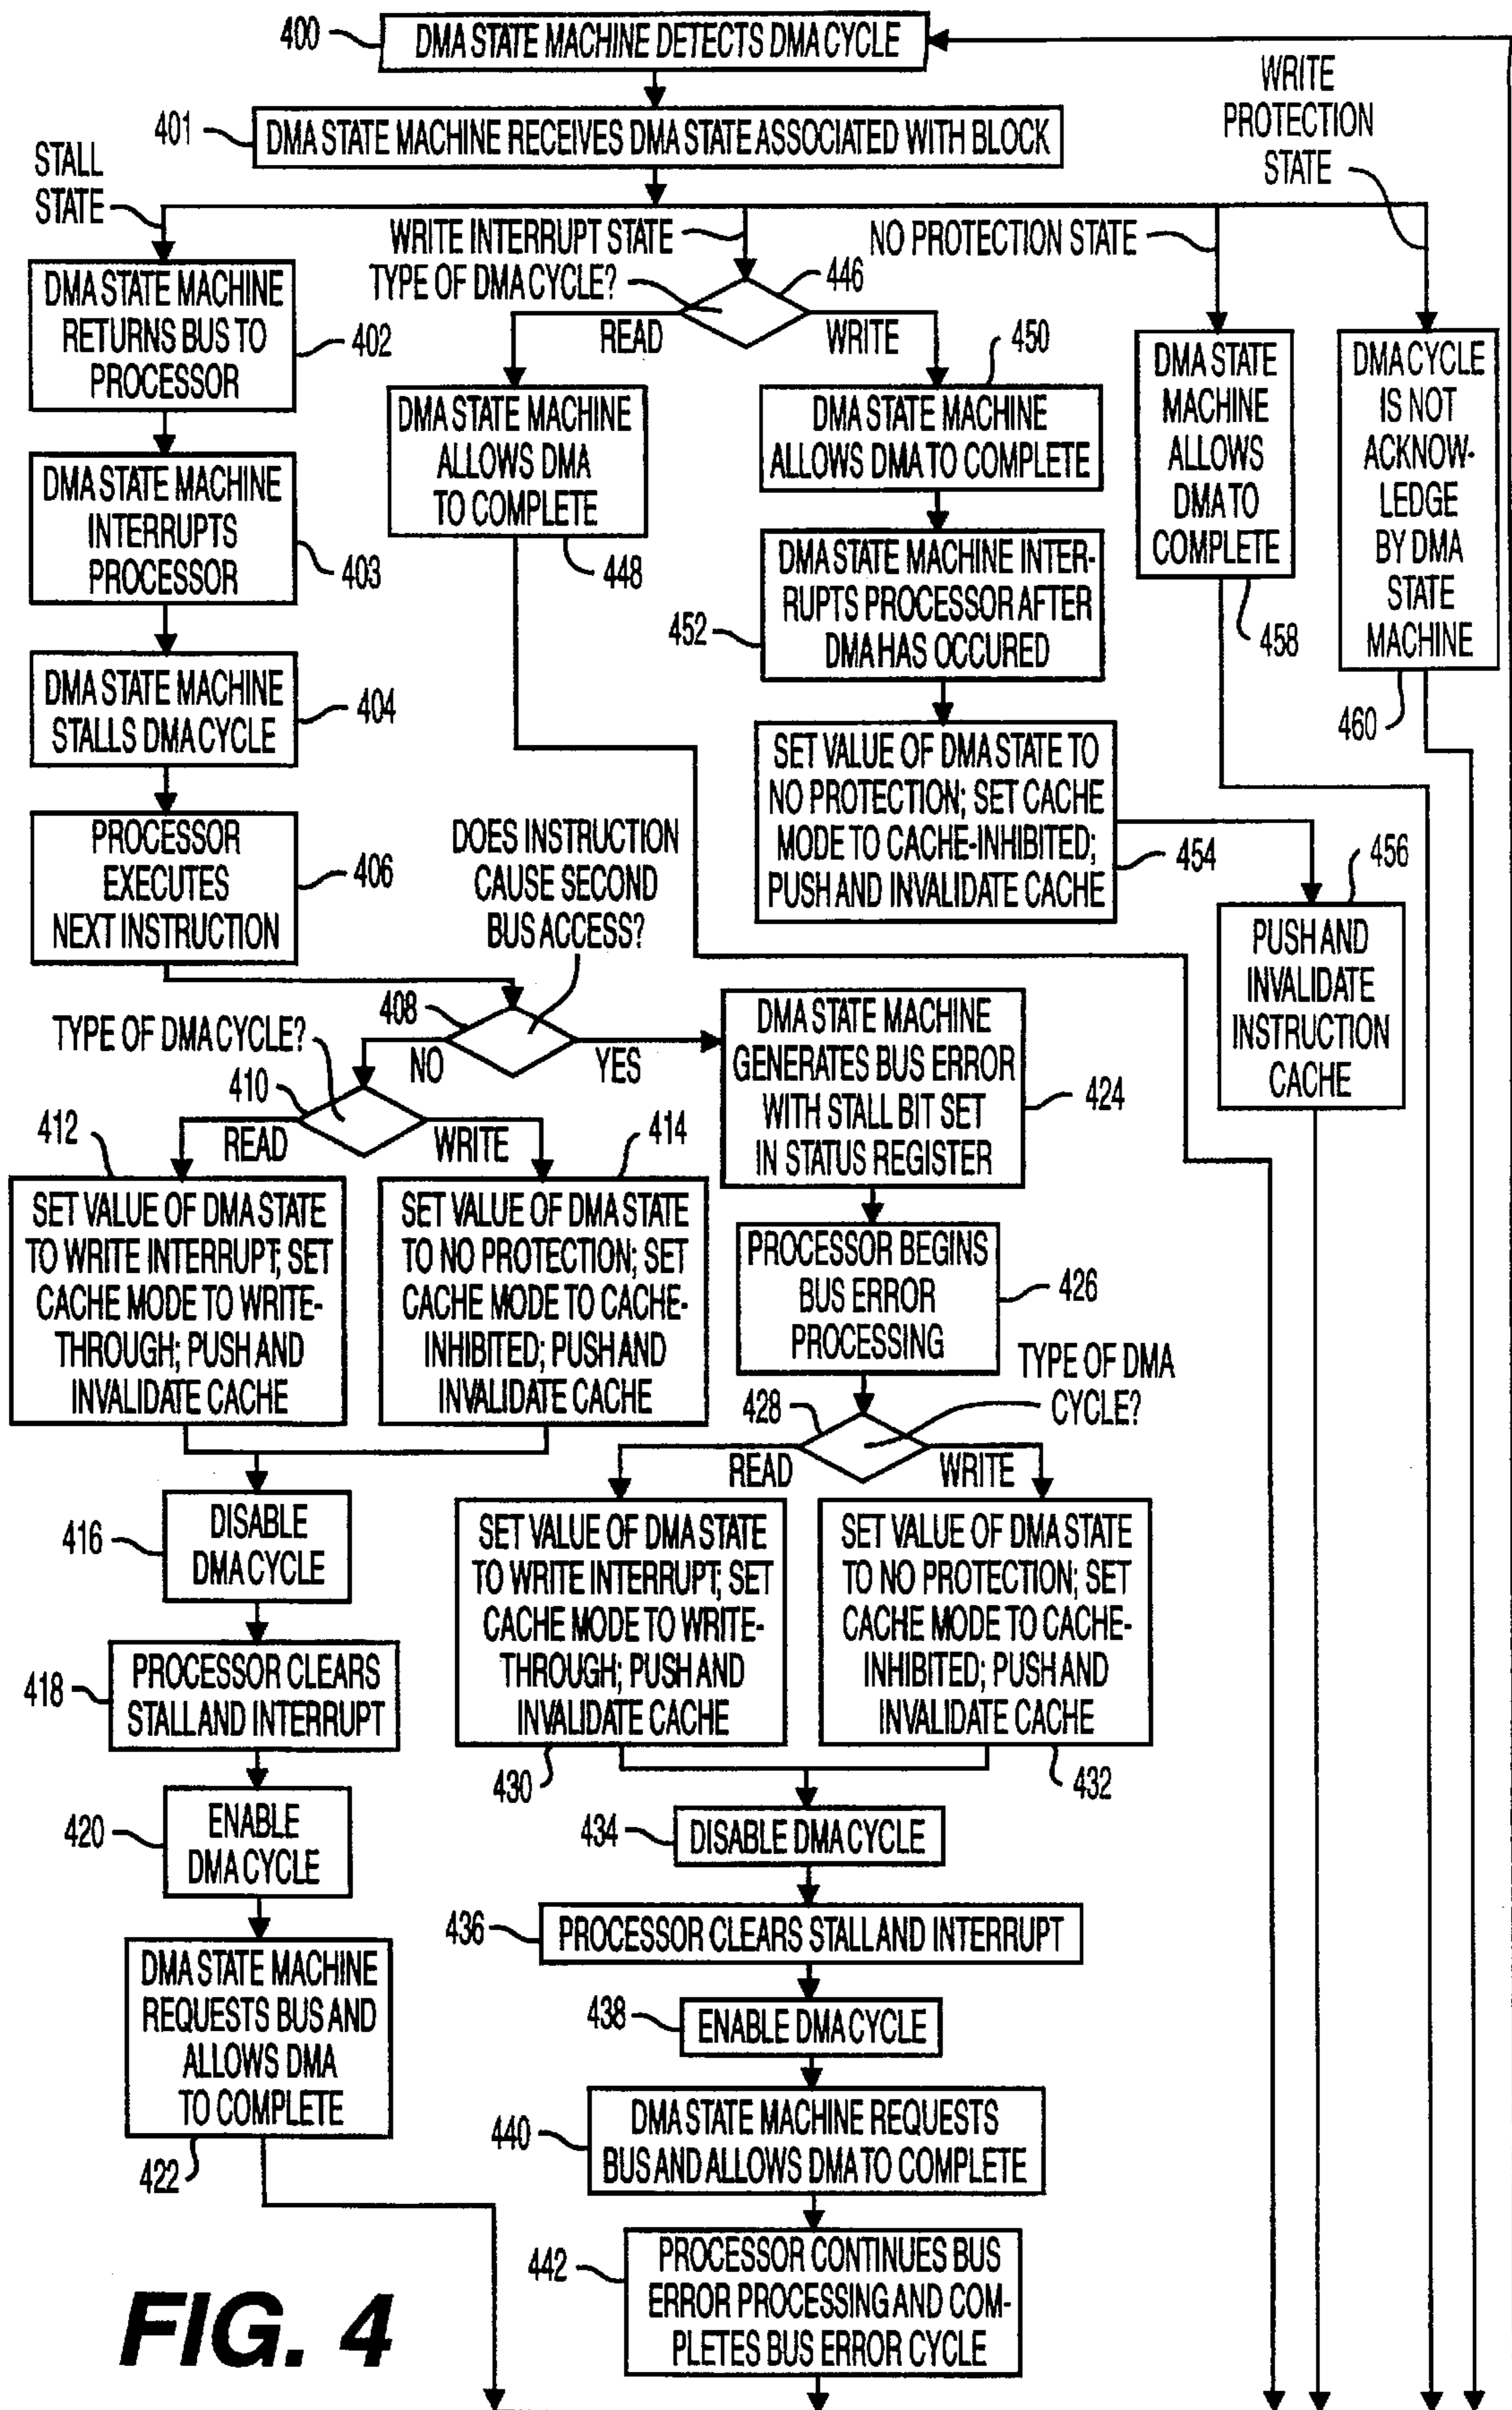 400
DMA STATE MACHINE DETECTS DMA CYCLE
401
DMA STATE MACHINE RECEIVES DMA STATE ASSOCIATED WITH BLOCK
STALL
STATE
WRITE INTERRUPT STATE
NO PROTECTION STATE
WRITE
PROTECTION
STATE
DMA STATE MACHINE
RETURNS BUS TO
PROCESSOR
402
DMA STATE MACHINE
INTERRUPTS
PROCESSOR
403
DMA STATE MACHINE
STALLS DMA CYCLE
404
PROCESSOR
EXECUTES
NEXT INSTRUCTION
406
DOES INSTRUCTION
CAUSE SECOND
BUS ACCESS?
408
NO
YES
TYPE OF DMA CYCLE?
410
READ
WRITE
412
SET VALUE OF DMA STATE
TO WRITE INTERRUPT; SET
CACHE MODE TO WRITE-
THROUGH; PUSH AND
INVALIDATE CACHE
414
SET VALUE OF DMA STATE
TO NO PROTECTION; SET
CACHE MODE TO CACHE-
INHIBITED; PUSH AND
INVALIDATE CACHE
416
DISABLE
DMA CYCLE
418
PROCESSOR CLEARS
STALL AND INTERRUPT
420
ENABLE
DMA CYCLE
DMA STATE MACHINE
REQUESTS BUS AND
ALLOWS DMA
TO COMPLETE
422
TYPE OF DMA CYCLE?
446
READ
WRITE
DMA STATE MACHINE
ALLOWS DMA
TO COMPLETE
448
450
DMA STATE MACHINE
ALLOWS DMA TO COMPLETE
452
DMA STATE MACHINE INTER-
RUPTS PROCESSOR AFTER
DMA HAS OCCURED
SET VALUE OF DMA STATE TO
NO PROTECTION; SET CACHE
MODE TO CACHE-INHIBITED;
PUSH AND INVALIDATE CACHE
454
456
PUSH AND
INVALIDATE
INSTRUCTION
CACHE
DMA STATE
MACHINE
ALLOWS
DMA TO
COMPLETE
458
DMA CYCLE
IS NOT
ACKNOW-
LEDGE
BY DMA
STATE
MACHINE
460
DMA STATE MACHINE
GENERATES BUS ERROR
WITH STALL BIT SET
IN STATUS REGISTER
424
PROCESSOR BEGINS
BUS ERROR
PROCESSING
426
TYPE OF DMA
CYCLE?
428
READ
WRITE
SET VALUE OF DMA STATE
TO WRITE INTERRUPT; SET
CACHE MODE TO WRITE-
THROUGH; PUSH AND
INVALIDATE CACHE
430
SET VALUE OF DMA STATE
TO NO PROTECTION; SET
CACHE MODE TO CACHE-
INHIBITED; PUSH AND
INVALIDATE CACHE
432
434
DISABLE DMA CYCLE
436
PROCESSOR CLEARS STALL AND INTERRUPT
438
ENABLE DMA CYCLE
440
DMA STATE MACHINE REQUESTS
BUS AND ALLOWS DMA TO COMPLETE
442
PROCESSOR CONTINUES BUS
ERROR PROCESSING AND COM-
PLETES BUS ERROR CYCLE
FIG. 4